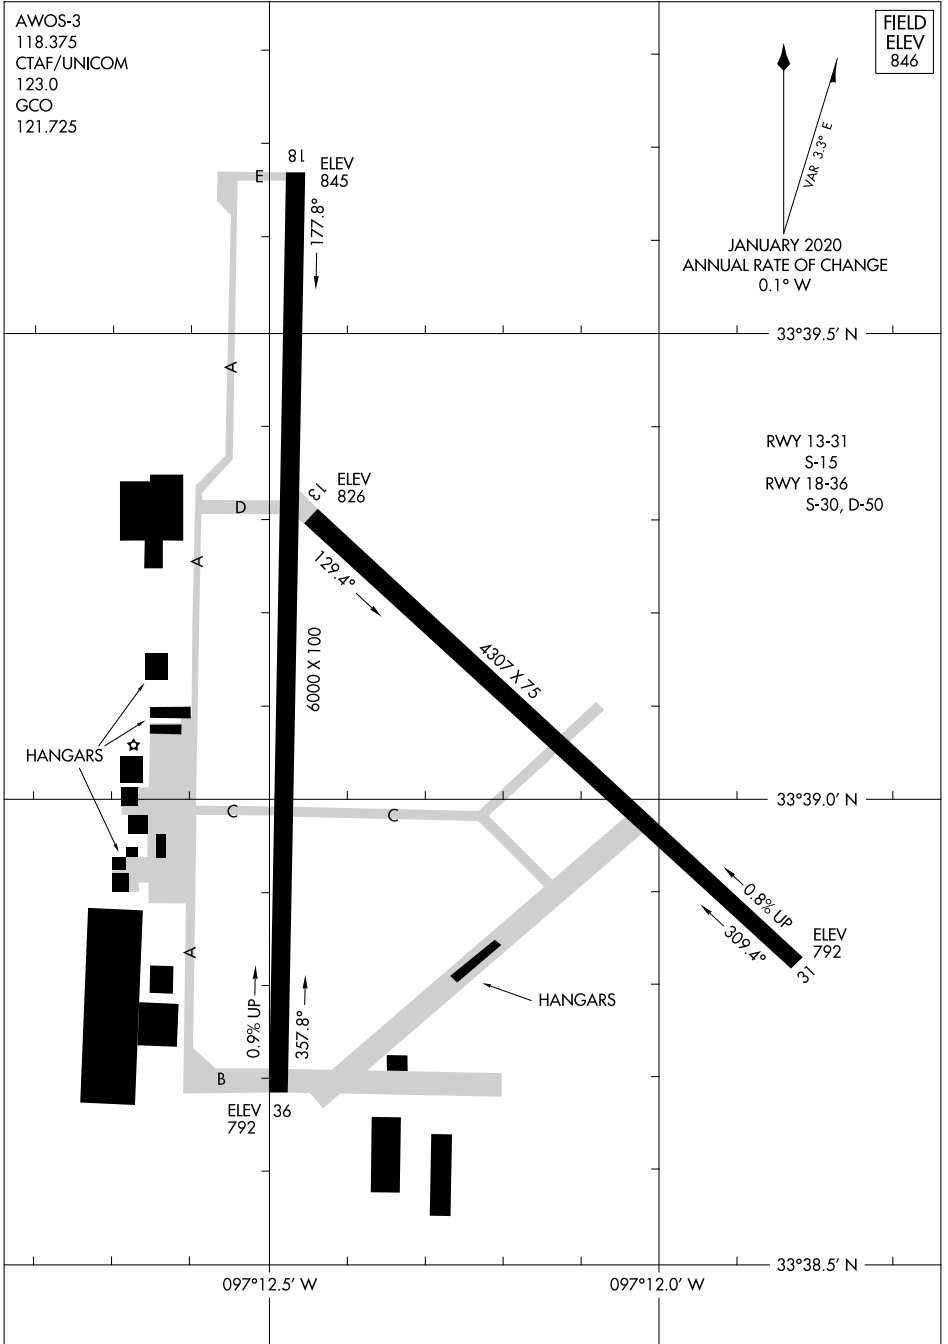 AWOS-3
118.375
CTAF/UNICOM
123.0
GCO
121.725
FIELD
ELEV
846
VAR 3.3° E
JANUARY 2020
ANNUAL RATE OF CHANGE
0.1° W
18
ELEV
845
E
177.8°
33°39.5' N
A
RWY 13-31
S-15
RWY 18-36
S-30, D-50
13
ELEV
826
D
A
129.4°
6000 X 100
4307 X 75
HANGARS
33°39.0' N
C
C
0.8% UP
309.4°
ELEV
792
31
A
HANGARS
0.9% UP
357.8°
B
ELEV
792
36
33°38.5' N
097°12.5' W
097°12.0' W